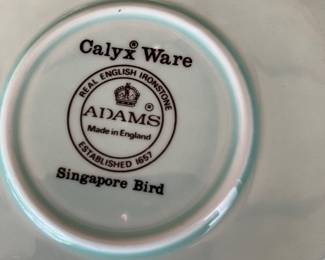 Calyx® Ware
REAL ENGLISH IRONSTONE
ADAMS®
Made in England
ESTABLISHED 1657
Singapore Bird